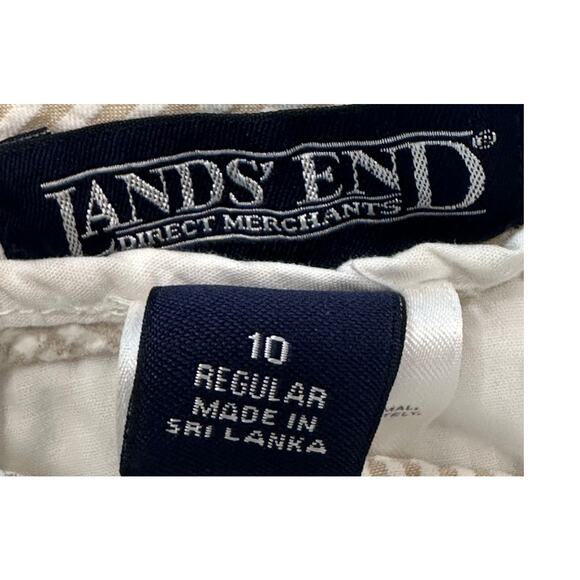 LANDS' END®
DIRECT MERCHANTS
10
REGULAR
MADE IN
SRI LANKA